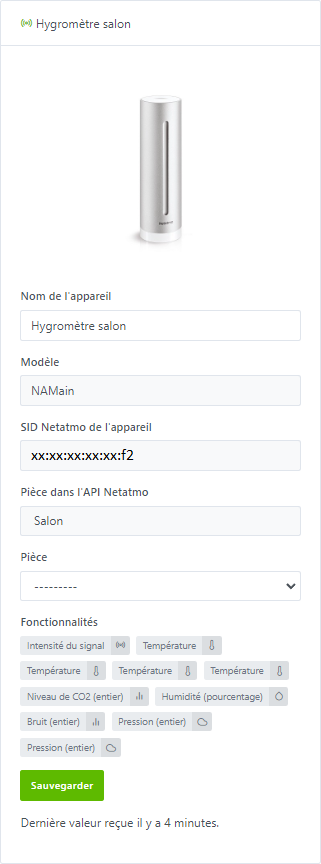 Hygromètre salon
Nom de l'appareil
Hygromètre salon
Modèle
NAMain
SID Netatmo de l'appareil
xx:xx:xx:xx:xx:f2
Pièce dans l'API Netatmo
Salon
Pièce
---------
Fonctionnalités
Intensité du signal Température
Température Température Température
Niveau de CO2 (entier) Humidité (pourcentage)
Bruit (entier) Pression (entier)
Pression (entier)
Sauvegarder
Dernière valeur reçue il y a 4 minutes.